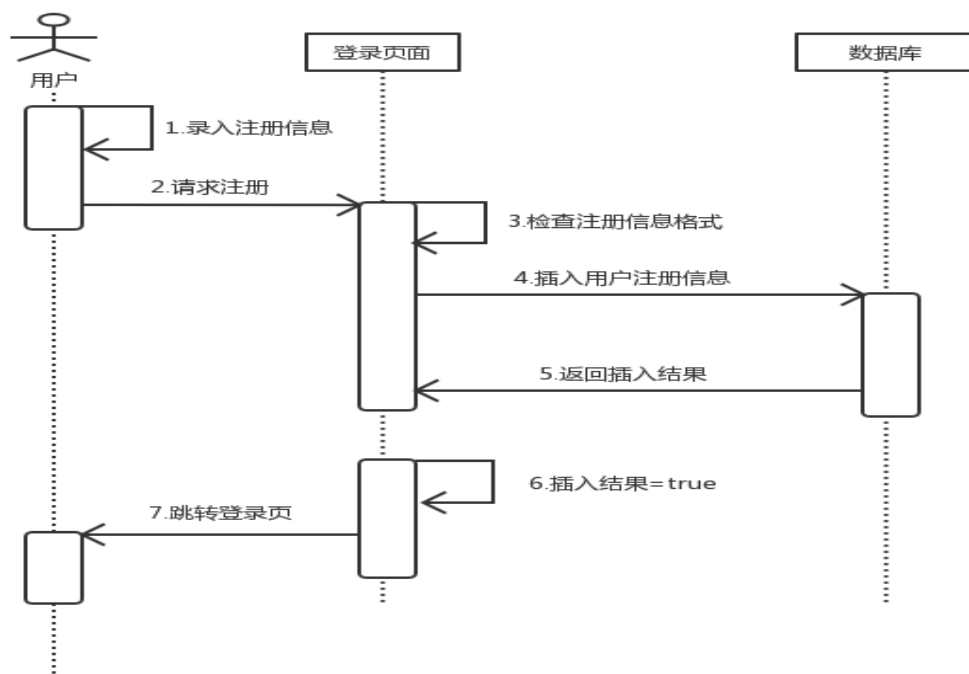 用户
登录页面
数据库
1.录入注册信息
2.请求注册
3.检查注册信息格式
4.插入用户注册信息
5.返回插入结果
6.插入结果=true
7.跳转登录页